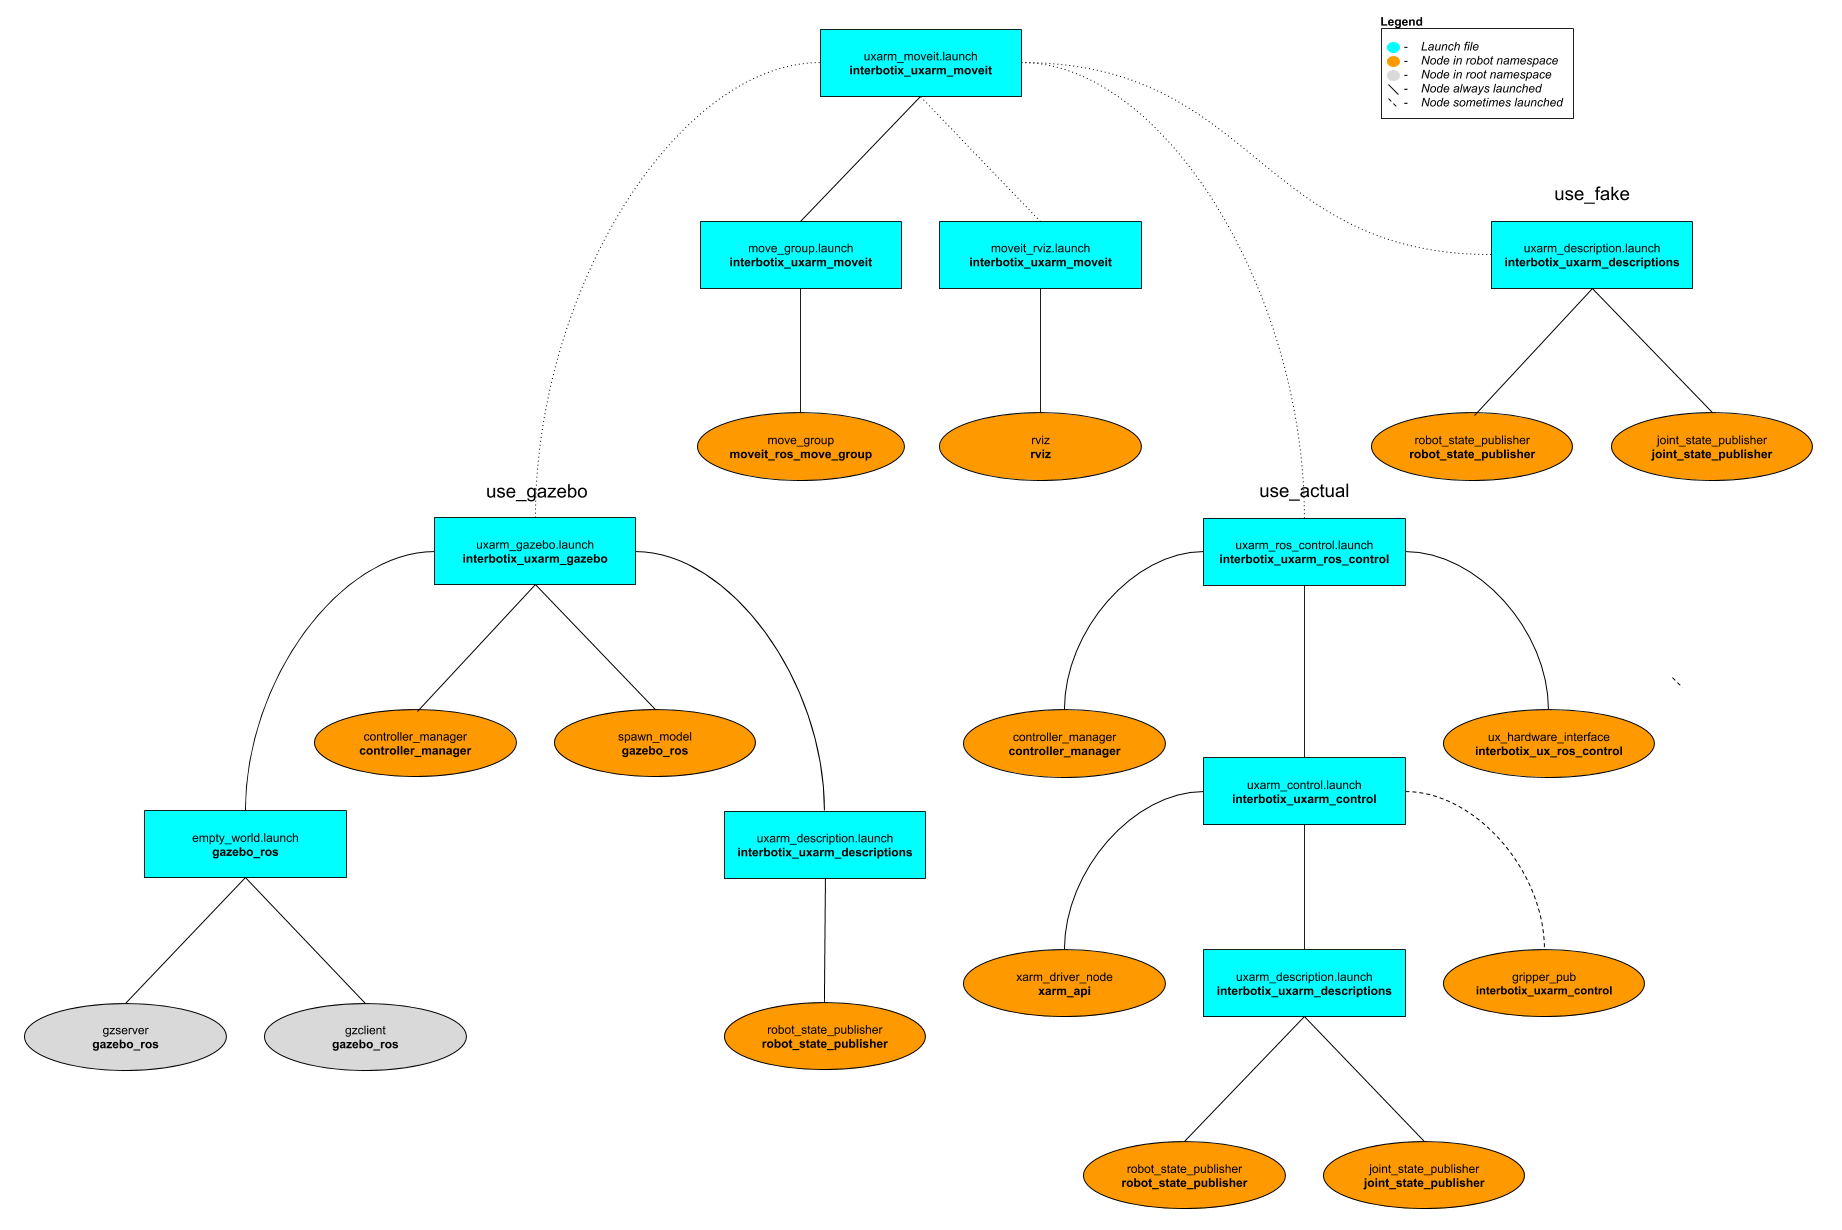 Legend
- Launch file
- Node in robot namespace
- Node in root namespace
- Node always launched
- Node sometimes launched
uxarm_moveit.launch
interbotix_uxarm_moveit
use_fake
move_group.launch
interbotix_uxarm_moveit
moveit_rviz.launch
interbotix_uxarm_moveit
uxarm_description.launch
interbotix_uxarm_descriptions
move_group
moveit_ros_move_group
rviz
rviz
robot_state_publisher
robot_state_publisher
joint_state_publisher
joint_state_publisher
use_gazebo
use_actual
uxarm_gazebo.launch
interbotix_uxarm_gazebo
uxarm_ros_control.launch
interbotix_uxarm_ros_control
controller_manager
controller_manager
spawn_model
gazebo_ros
controller_manager
controller_manager
ux_hardware_interface
interbotix_ux_ros_control
uxarm_control.launch
interbotix_uxarm_control
empty_world.launch
gazebo_ros
uxarm_description.launch
interbotix_uxarm_descriptions
xarm_driver_node
xarm_api
uxarm_description.launch
interbotix_uxarm_descriptions
gripper_pub
interbotix_uxarm_control
gzserver
gazebo_ros
gzclient
gazebo_ros
robot_state_publisher
robot_state_publisher
robot_state_publisher
robot_state_publisher
joint_state_publisher
joint_state_publisher